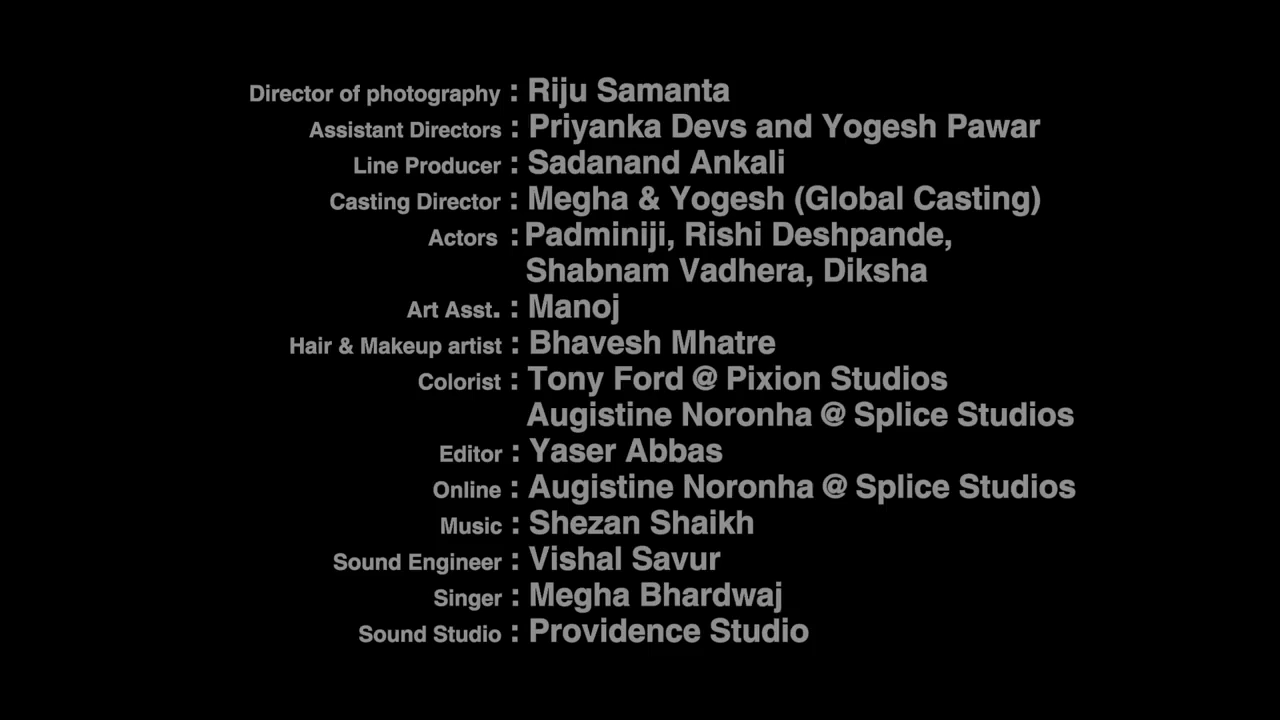 Director of photography : Riju Samanta
Assistant Directors : Priyanka Devs and Yogesh Pawar
Line Producer : Sadanand Ankali
Casting Director : Megha & Yogesh (Global Casting)
Actors : Padminiji, Rishi Deshpande,
Shabnam Vadhera, Diksha
Art Asst. : Manoj
Hair & Makeup artist : Bhavesh Mhatre
Colorist : Tony Ford @ Pixion Studios
Augistine Noronha @ Splice Studios
Editor : Yaser Abbas
Online : Augistine Noronha @ Splice Studios
Music : Shezan Shaikh
Sound Engineer : Vishal Savur
Singer : Megha Bhardwaj
Sound Studio : Providence Studio